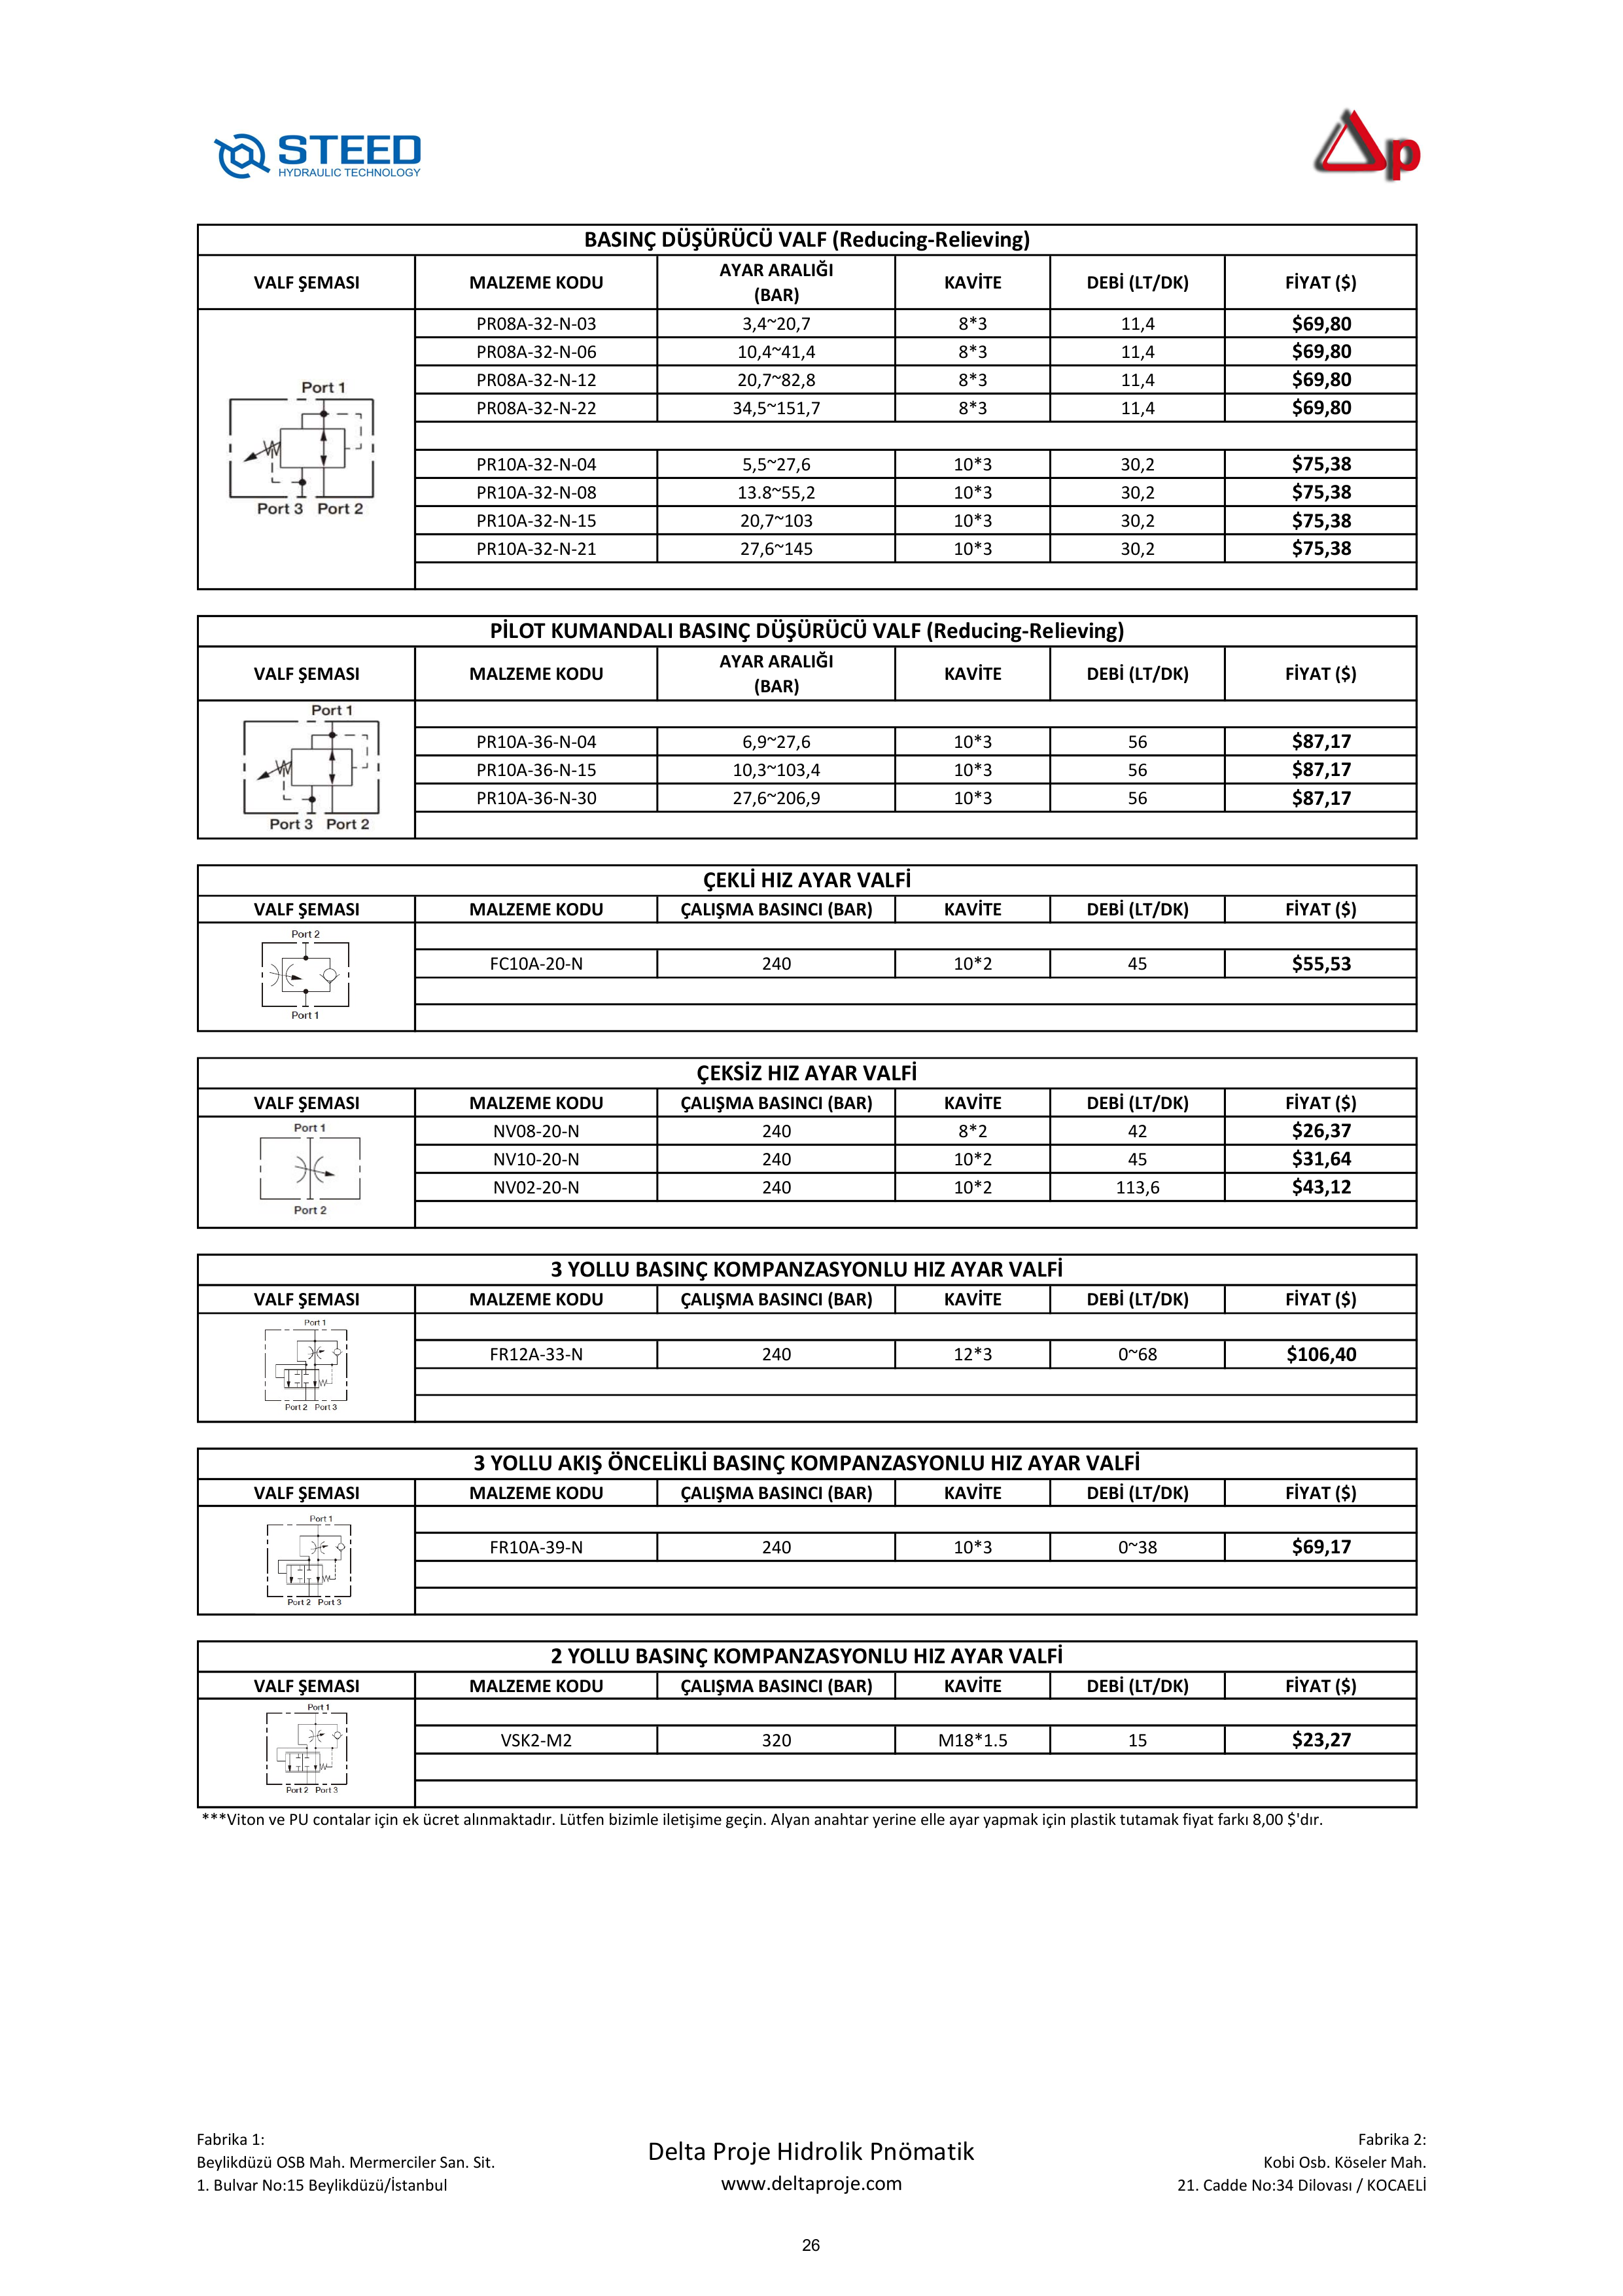 STEED
HYDRAULIC TECHNOLOGY
p
BASINÇ DÜŞÜRÜCÜ VALF (Reducing-Relieving)
VALF ŞEMASI MALZEME KODU AYAR ARALIĞI (BAR) KAVİTE DEBİ (LT/DK) FİYAT ($)
PR08A-32-N-03 3,4~20,7 8*3 11,4 $69,80
PR08A-32-N-06 10,4~41,4 8*3 11,4 $69,80
PR08A-32-N-12 20,7~82,8 8*3 11,4 $69,80
PR08A-32-N-22 34,5~151,7 8*3 11,4 $69,80
Port 1
Port 3 Port 2
PR10A-32-N-04 5,5~27,6 10*3 30,2 $75,38
PR10A-32-N-08 13.8~55,2 10*3 30,2 $75,38
PR10A-32-N-15 20,7~103 10*3 30,2 $75,38
PR10A-32-N-21 27,6~145 10*3 30,2 $75,38
PİLOT KUMANDALI BASINÇ DÜŞÜRÜCÜ VALF (Reducing-Relieving)
VALF ŞEMASI MALZEME KODU AYAR ARALIĞI (BAR) KAVİTE DEBİ (LT/DK) FİYAT ($)
Port 1
PR10A-36-N-04 6,9~27,6 10*3 56 $87,17
PR10A-36-N-15 10,3~103,4 10*3 56 $87,17
PR10A-36-N-30 27,6~206,9 10*3 56 $87,17
Port 3 Port 2
ÇEKLİ HIZ AYAR VALFİ
VALF ŞEMASI MALZEME KODU ÇALIŞMA BASINCI (BAR) KAVİTE DEBİ (LT/DK) FİYAT ($)
Port 2
FC10A-20-N 240 10*2 45 $55,53
Port 1
ÇEKSİZ HIZ AYAR VALFİ
VALF ŞEMASI MALZEME KODU ÇALIŞMA BASINCI (BAR) KAVİTE DEBİ (LT/DK) FİYAT ($)
Port 1
NV08-20-N 240 8*2 42 $26,37
NV10-20-N 240 10*2 45 $31,64
NV02-20-N 240 10*2 113,6 $43,12
Port 2
3 YOLLU BASINÇ KOMPANZASYONLU HIZ AYAR VALFİ
VALF ŞEMASI MALZEME KODU ÇALIŞMA BASINCI (BAR) KAVİTE DEBİ (LT/DK) FİYAT ($)
Port 1
FR12A-33-N 240 12*3 0~68 $106,40
Port 2 Port 3
3 YOLLU AKIŞ ÖNCELİKLİ BASINÇ KOMPANZASYONLU HIZ AYAR VALFİ
VALF ŞEMASI MALZEME KODU ÇALIŞMA BASINCI (BAR) KAVİTE DEBİ (LT/DK) FİYAT ($)
Port 1
FR10A-39-N 240 10*3 0~38 $69,17
Port 2 Port 3
2 YOLLU BASINÇ KOMPANZASYONLU HIZ AYAR VALFİ
VALF ŞEMASI MALZEME KODU ÇALIŞMA BASINCI (BAR) KAVİTE DEBİ (LT/DK) FİYAT ($)
Port 1
VSK2-M2 320 M18*1.5 15 $23,27
Port 2 Port 3
***Viton ve PU contalar için ek ücret alınmaktadır. Lütfen bizimle iletişime geçin. Alyan anahtar yerine elle ayar yapmak için plastik tutamak fiyat farkı 8,00 $'dır.
Fabrika 1:
Beylikdüzü OSB Mah. Mermerciler San. Sit.
1. Bulvar No:15 Beylikdüzü/İstanbul
Delta Proje Hidrolik Pnömatik
www.deltaproje.com
Fabrika 2:
Kobi Osb. Köseler Mah.
21. Cadde No:34 Dilovası / KOCAELİ
26